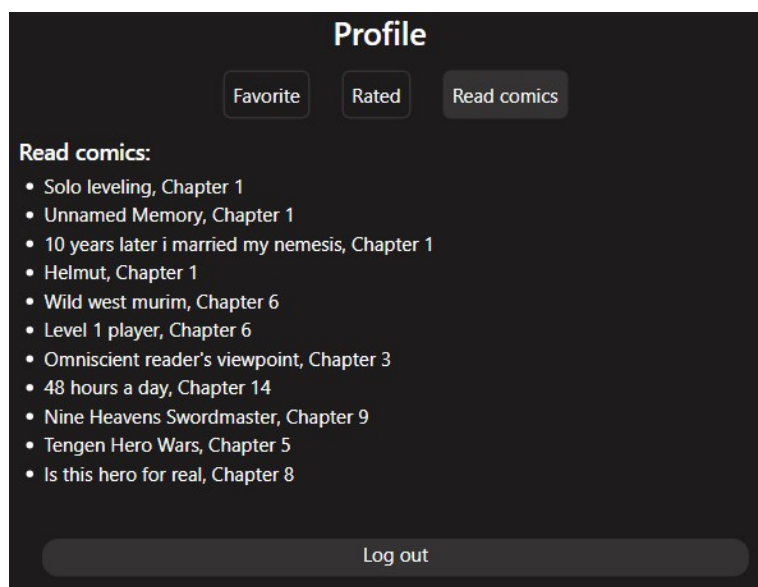 Profile
Favorite Rated Read comics
Read comics:
• Solo leveling, Chapter 1
• Unnamed Memory, Chapter 1
• 10 years later i married my nemesis, Chapter 1
• Helmut, Chapter 1
• Wild west murim, Chapter 6
• Level 1 player, Chapter 6
• Omniscient reader's viewpoint, Chapter 3
• 48 hours a day, Chapter 14
• Nine Heavens Swordmaster, Chapter 9
• Tengen Hero Wars, Chapter 5
• Is this hero for real, Chapter 8
Log out